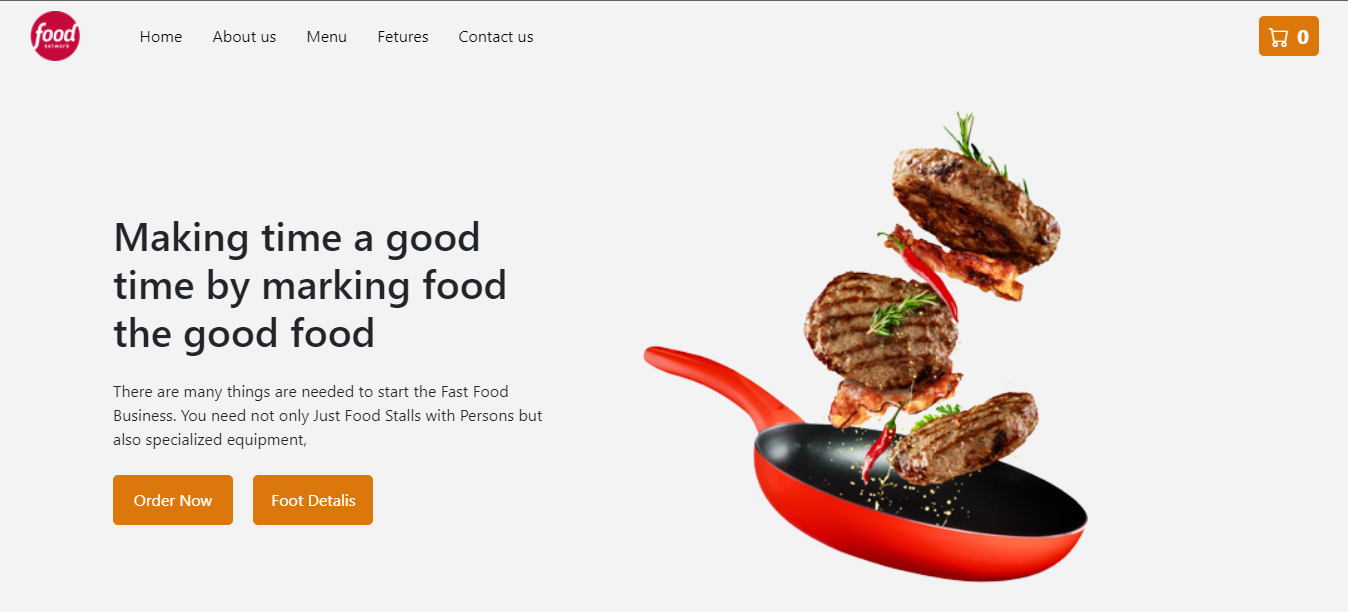 food
network
Home About us Menu Fetures Contact us
0
Making time a good
time by marking food
the good food
There are many things are needed to start the Fast Food
Business. You need not only Just Food Stalls with Persons but
also specialized equipment,
Order Now Foot Detalis